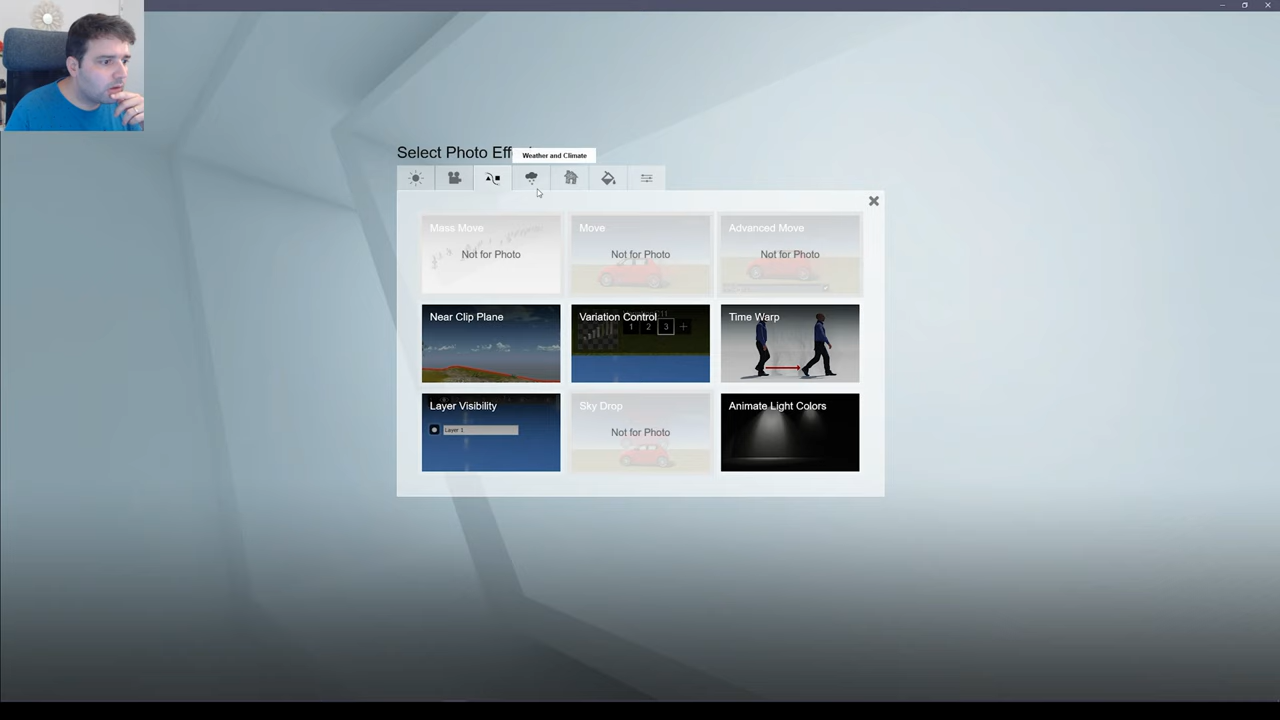 Select Photo Eff
Weather and Climate
Mass Move
Not for Photo
Move
Not for Photo
Advanced Move
Not for Photo
Near Clip Plane
Variation Control
1 2 3 +
Time Warp
Layer Visibility
Layer 1
Sky Drop
Not for Photo
Animate Light Colors